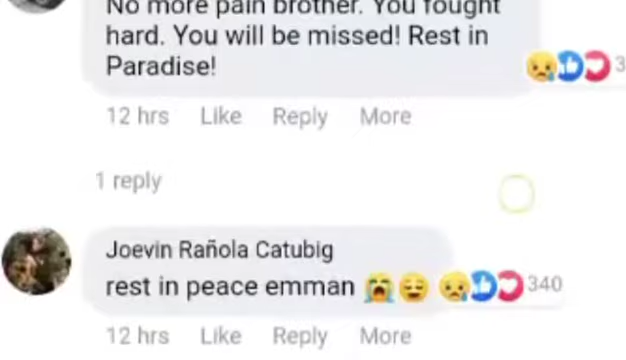 No more pain brother. You fought
hard. You will be missed! Rest in
Paradise!
3
12 hrs Like Reply More
1 reply
Joevin Rañola Catubig
rest in peace emman 😭😌
340
12 hrs Like Reply More